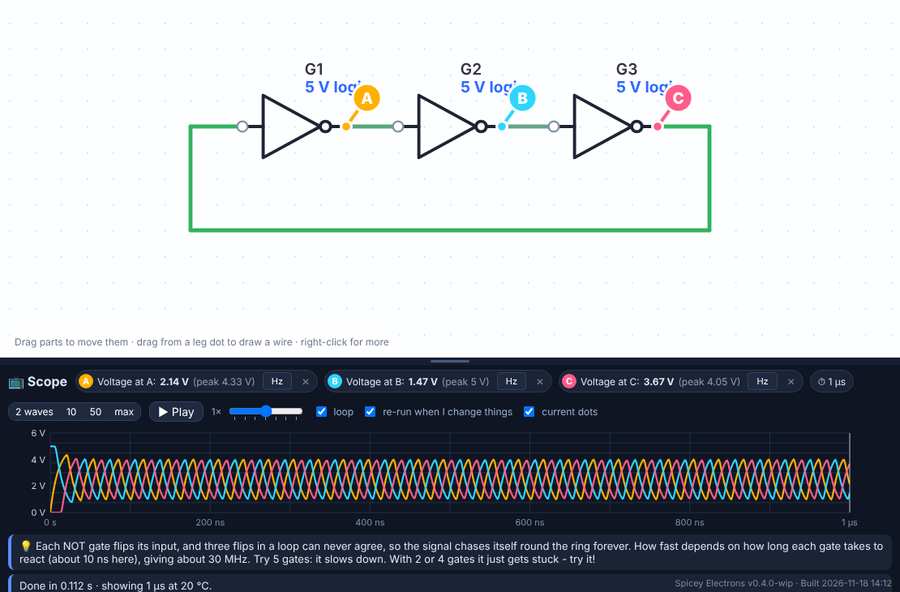 G1 G2 G3
5 V logi 5 V logi 5 V logi
A B C
Drag parts to move them · drag from a leg dot to draw a wire · right-click for more
📺 Scope A Voltage at A: 2.14 V (peak 4.33 V) Hz × B Voltage at B: 1.47 V (peak 5 V) Hz × C Voltage at C: 3.67 V (peak 4.05 V) Hz × ⏱ 1 µs
2 waves 10 50 max ▶ Play 1× loop re-run when I change things current dots
6 V
4 V
2 V
0 V
0 s 200 ns 400 ns 600 ns 800 ns 1 µs
💡 Each NOT gate flips its input, and three flips in a loop can never agree, so the signal chases itself round the ring forever. How fast depends on how long each gate takes to
react (about 10 ns here), giving about 30 MHz. Try 5 gates: it slows down. With 2 or 4 gates it just gets stuck - try it!
Done in 0.112 s · showing 1 µs at 20 °C.
Spicey Electrons v0.4.0-wip · Built 2026-11-18 14:12